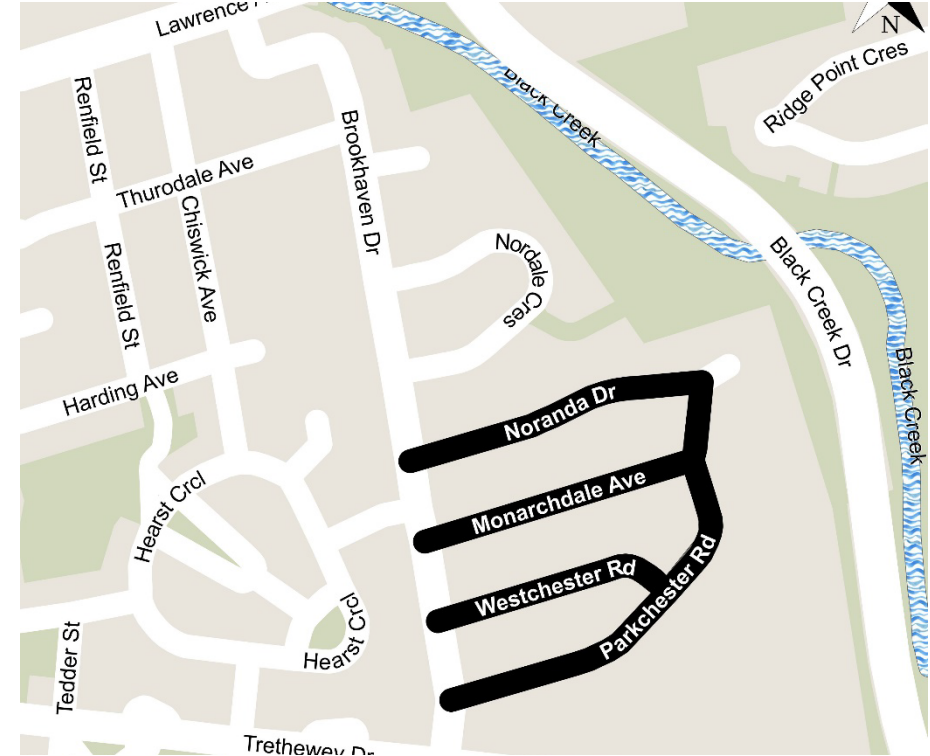 Lawrence
N
Ridge Point Cres
Black Creek
Renfield St
Brookhaven Dr
Thurodale Ave
Chiswick Ave
Renfield St
Nordale Cres
Black Creek Dr
Black Creek
Harding Ave
Noranda Dr
Hearst Crcl
Monarchdale Ave
Westchester Rd
Parkchester Rd
Hearst Crcl
Tedder St
Trethewey Dr